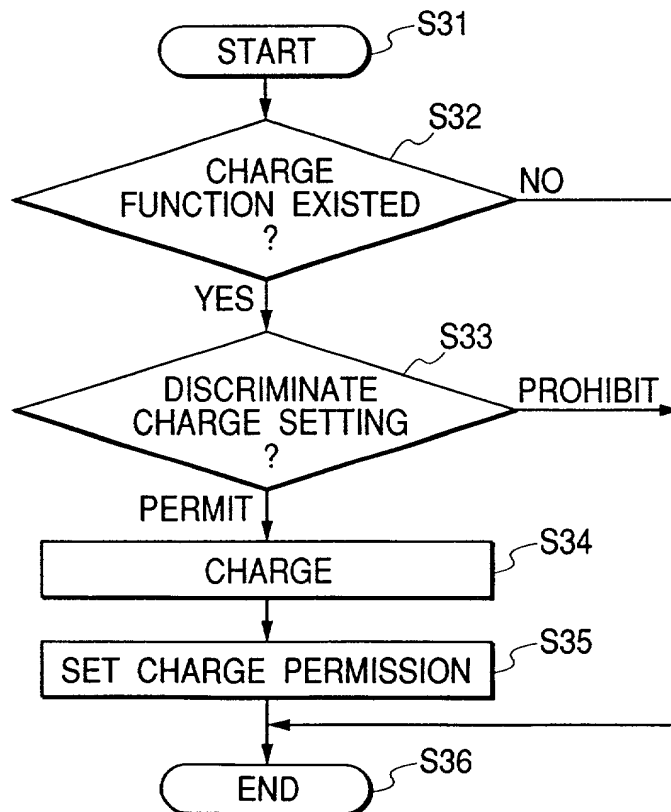 START
S31
S32
CHARGE
FUNCTION EXISTED
?
NO
YES
S33
DISCRIMINATE
CHARGE SETTING
?
PROHIBIT
PERMIT
S34
CHARGE
S35
SET CHARGE PERMISSION
END
S36